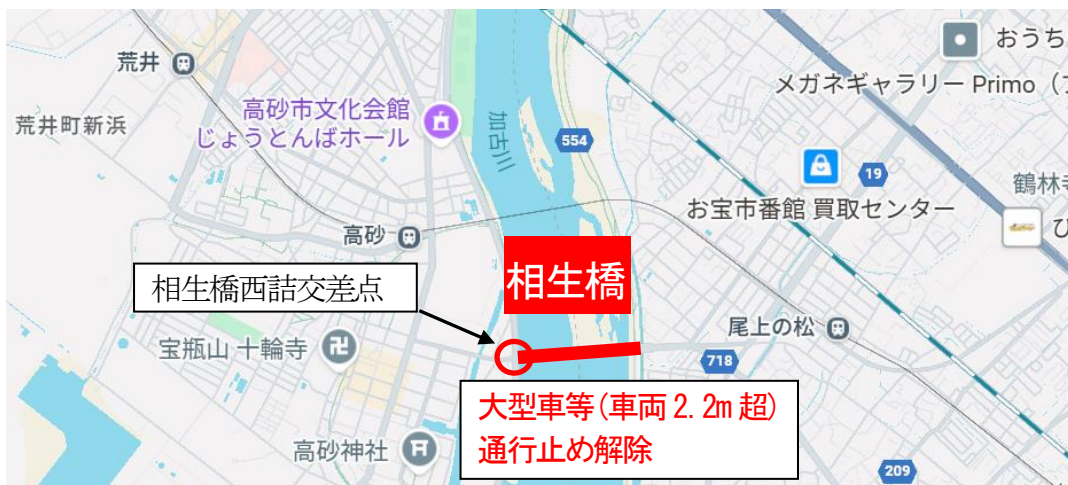 おうち
荒井
メガネギャラリー Primo（
高砂市文化会館
じょうとんばホール
荒井町新浜
加古川
554
19
鶴林寺
お宝市番館 買取センター
ひ
高砂
相生橋
相生橋西詰交差点
尾上の松
宝瓶山 十輪寺
718
大型車等(車両2.2m超)
通行止め解除
高砂神社
209